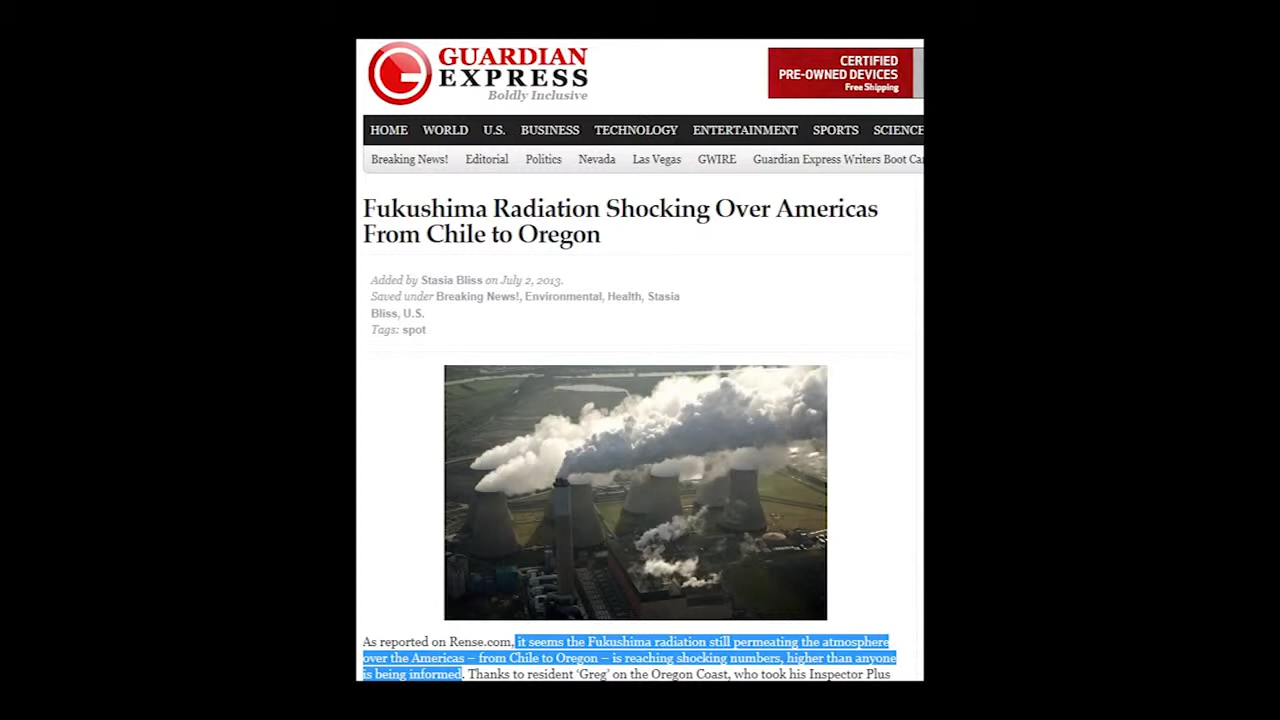 GUARDIAN
EXPRESS
Boldly Inclusive
CERTIFIED
PRE-OWNED DEVICES
Free Shipping
HOME WORLD U.S. BUSINESS TECHNOLOGY ENTERTAINMENT SPORTS SCIENCE
Breaking News! Editorial Politics Nevada Las Vegas GWIRE Guardian Express Writers Boot Ca
Fukushima Radiation Shocking Over Americas
From Chile to Oregon
Added by Stasia Bliss on July 2, 2013.
Saved under Breaking News!, Environmental, Health, Stasia
Bliss, U.S.
Tags: spot
As reported on Rense.com, it seems the Fukushima radiation still permeating the atmosphere
over the Americas – from Chile to Oregon – is reaching shocking numbers, higher than anyone
is being informed. Thanks to resident ‘Greg’ on the Oregon Coast, who took his Inspector Plus